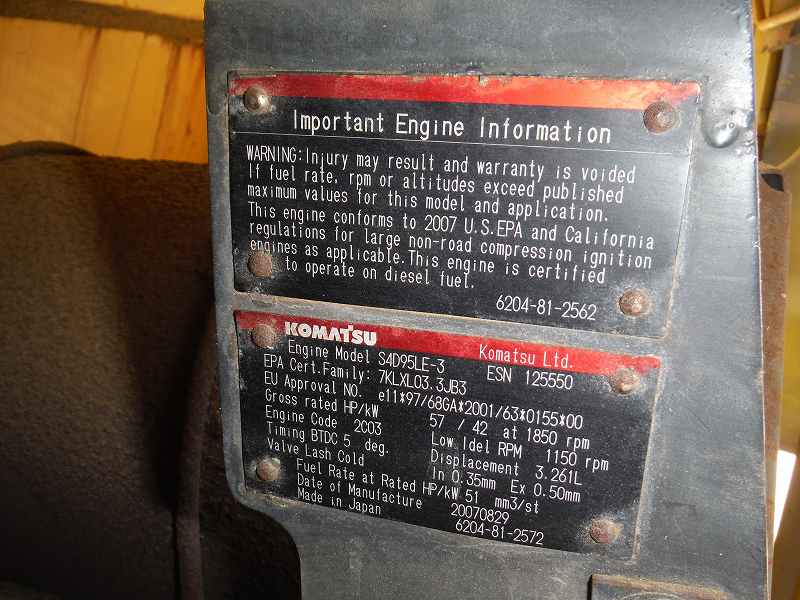 Important Engine Information
WARNING:Injury may result and warranty is voided
If fuel rate, rpm or altitudes exceed published
maximum values for this model and application.
This engine conforms to 2007 U.S.EPA and California
regulations for large non-road compression ignition
engines as applicable.This engine is certified
to operate on diesel fuel.
6204-81-2562
KOMATSU Komatsu Ltd.
Engine Model S4D95LE-3 ESN 125550
EPA Cert.Family: 7KLXL03.3JB3
EU Approval NO. e11*97/68GA*2001/63*0155*00
Gross rated HP/kW 57 / 42 at 1850 rpm
Engine Code 2C03 Low Idel RPM 1150 rpm
Timing BTDC 5 deg. Displacement 3.261L
Valve Lash Cold In 0.35mm Ex 0.50mm
Fuel Rate at Rated HP/kW 51 mm3/st
Date of Manufacture 20070829
Made in Japan 6204-81-2572